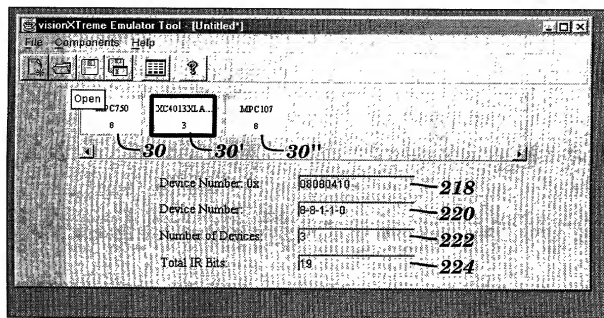 visionXTreme Emulator Tool - [Untitled*]
File Components Help
Open
PC750 XC4013XLA... MPC107
8 3 8
30 30' 30''
Device Number: 0x 08080410 218
Device Number: 8-8-1-1-0 220
Number of Devices: 3 222
Total IR Bits: 19 224